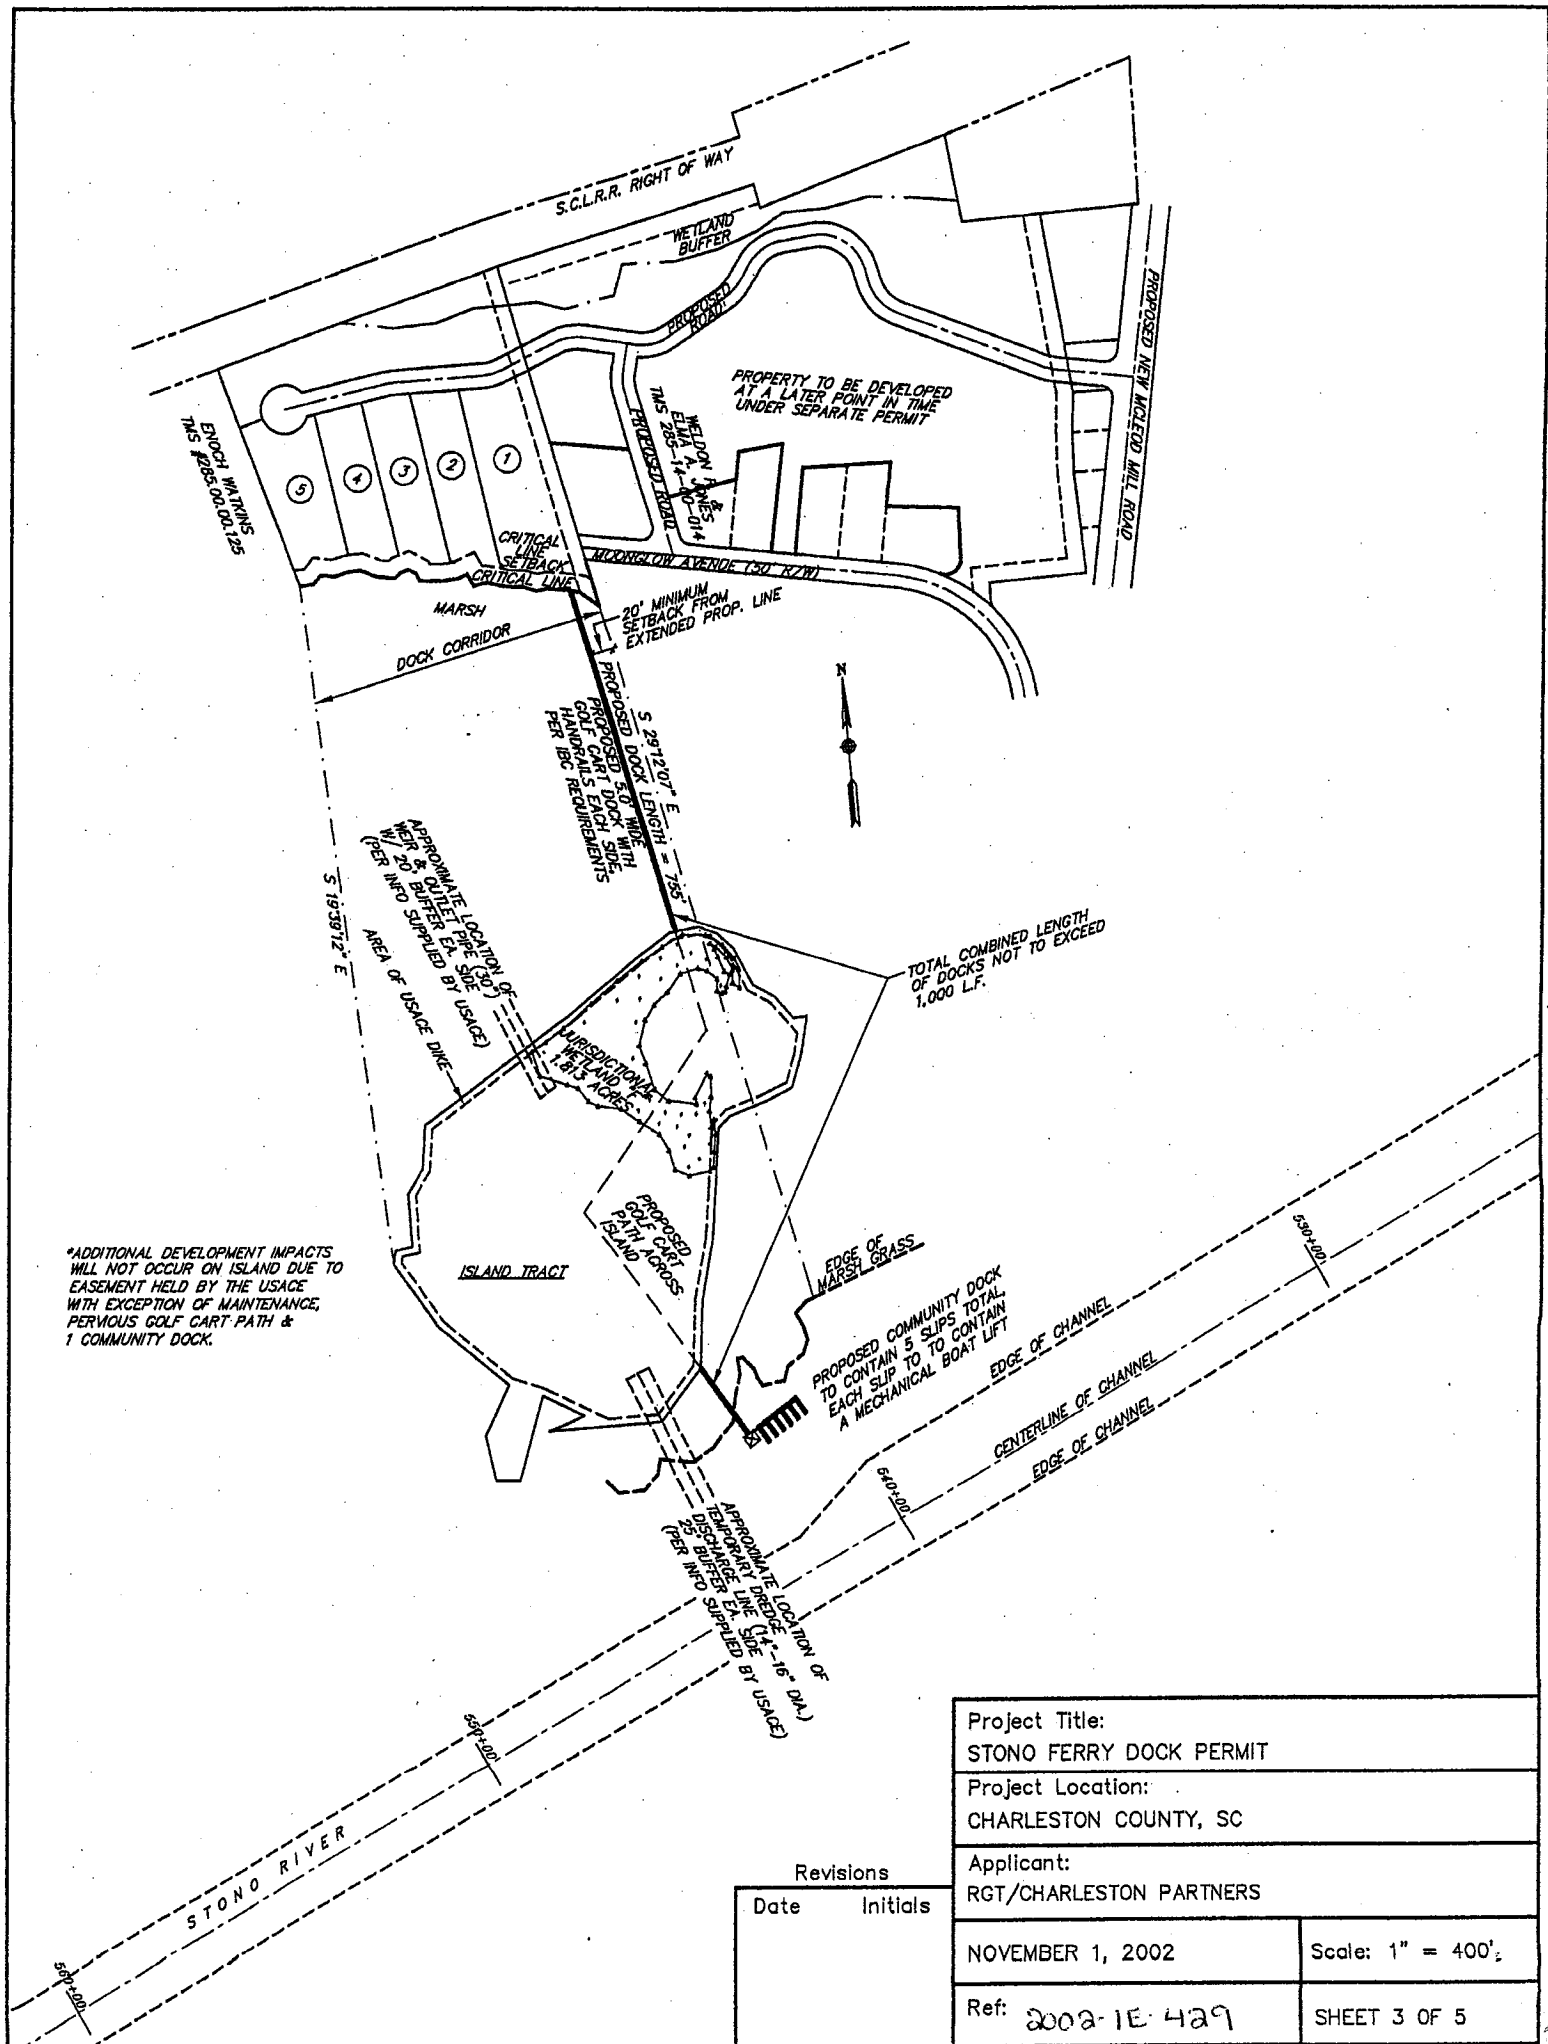 S.C.L.R.R. RIGHT OF WAY
WETLAND
BUFFER
PROPOSED
ROAD
PROPOSED NEW MCLEOD MILL ROAD
PROPERTY TO BE DEVELOPED
AT A LATER POINT IN TIME
UNDER SEPARATE PERMIT
WELDON R. &
ELMA A. JONES
TMS 285-14-00-014
PROPOSED ROAD
ENOCH WATKINS
TMS #285.00.00.125
5
4
3
2
1
CRITICAL
LINE
SETBACK
CRITICAL LINE
MOONGLOW AVENUE (50' R/W)
MARSH
DOCK CORRIDOR
20' MINIMUM
SETBACK FROM
EXTENDED PROP. LINE
N
S 29°12'07" E
PROPOSED DOCK LENGTH = 755'
PROPOSED 5.0' WIDE
GOLF CART DOCK WITH
HANDRAILS EACH SIDE,
PER IBC REQUIREMENTS
S 19°39'12" E
APPROXIMATE LOCATION OF
WEIR & OUTLET PIPE (30")
W/ 20' BUFFER EA. SIDE
(PER INFO SUPPLIED BY USACE)
AREA OF USACE DIKE
TOTAL COMBINED LENGTH
OF DOCKS NOT TO EXCEED
1,000 L.F.
JURISDICTIONAL
WETLAND
1.813 ACRES
PROPOSED
GOLF CART
PATH ACROSS
ISLAND
ISLAND TRACT
*ADDITIONAL DEVELOPMENT IMPACTS
WILL NOT OCCUR ON ISLAND DUE TO
EASEMENT HELD BY THE USACE
WITH EXCEPTION OF MAINTENANCE,
PERVIOUS GOLF CART PATH &
1 COMMUNITY DOCK.
EDGE OF
MARSH GRASS
PROPOSED COMMUNITY DOCK
TO CONTAIN 5 SLIPS TOTAL,
EACH SLIP TO TO CONTAIN
A MECHANICAL BOAT LIFT
530+00
EDGE OF CHANNEL
CENTERLINE OF CHANNEL
EDGE OF CHANNEL
540+00
APPROXIMATE LOCATION OF
TEMPORARY DREDGE
DISCHARGE LINE (14"-16" DIA.)
25' BUFFER EA. SIDE
(PER INFO SUPPLIED BY USACE)
550+00
STONO RIVER
560+00
Project Title:
STONO FERRY DOCK PERMIT
Project Location:
CHARLESTON COUNTY, SC
Applicant:
RGT/CHARLESTON PARTNERS
NOVEMBER 1, 2002
Scale: 1" = 400'
Ref: 2002-1E-429
SHEET 3 OF 5
Revisions
Date Initials